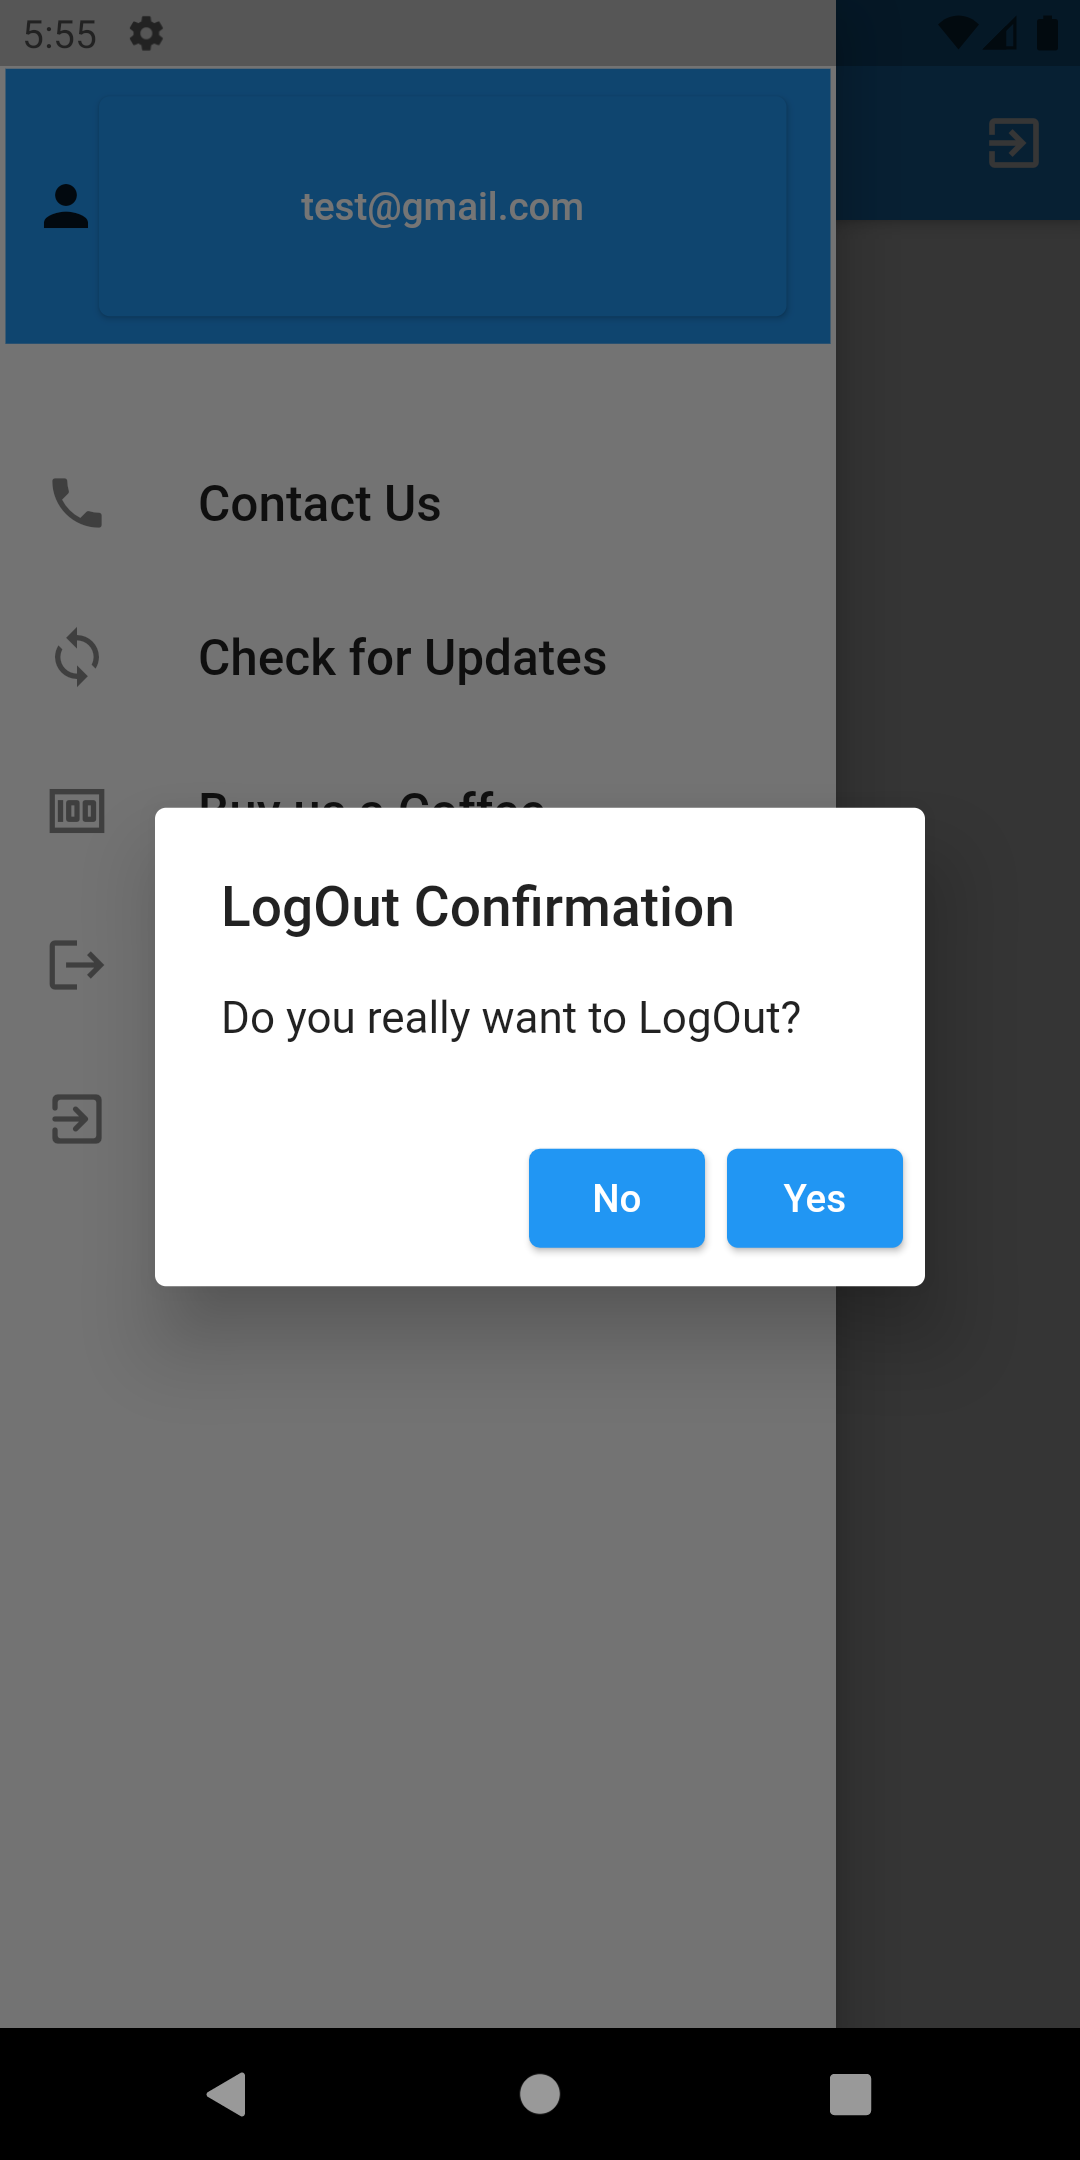 5:55
test@gmail.com
Contact Us
Check for Updates
Buy us a Coffee
LogOut Confirmation
Do you really want to LogOut?
No
Yes